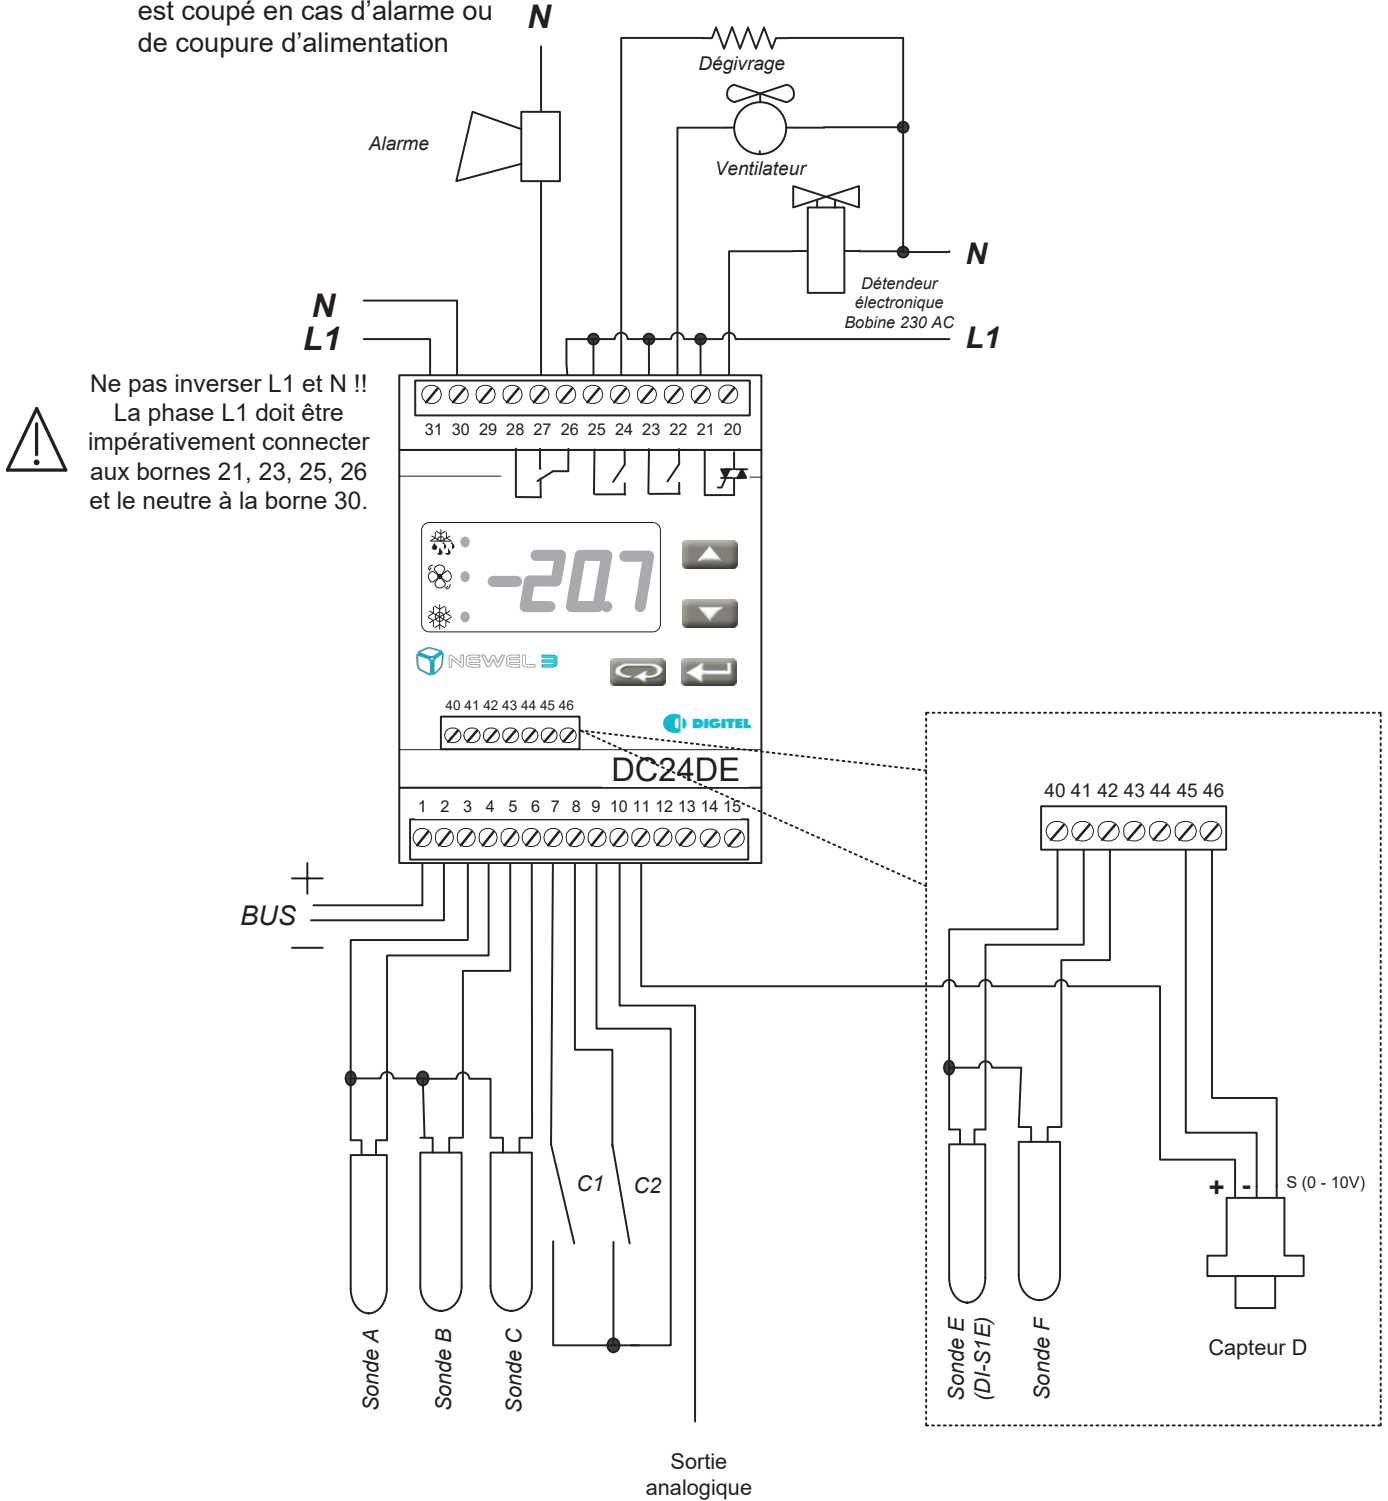 est coupé en cas d'alarme ou
de coupure d'alimentation
N
Dégivrage
Alarme
Ventilateur
N
Détendeur
électronique
Bobine 230 AC
N
L1
L1
Ne pas inverser L1 et N !!
La phase L1 doit être
impérativement connecter
aux bornes 21, 23, 25, 26
et le neutre à la borne 30.
31 30 29 28 27 26 25 24 23 22 21 20
-20.7
NEWEL 3
40 41 42 43 44 45 46
DIGITEL
DC24DE
1 2 3 4 5 6 7 8 9 10 11 12 13 14 15
40 41 42 43 44 45 46
+
BUS
—
C1
C2
+ - S (0 - 10V)
Sonde A
Sonde B
Sonde C
Sonde E
(DI-S1E)
Sonde F
Capteur D
Sortie
analogique